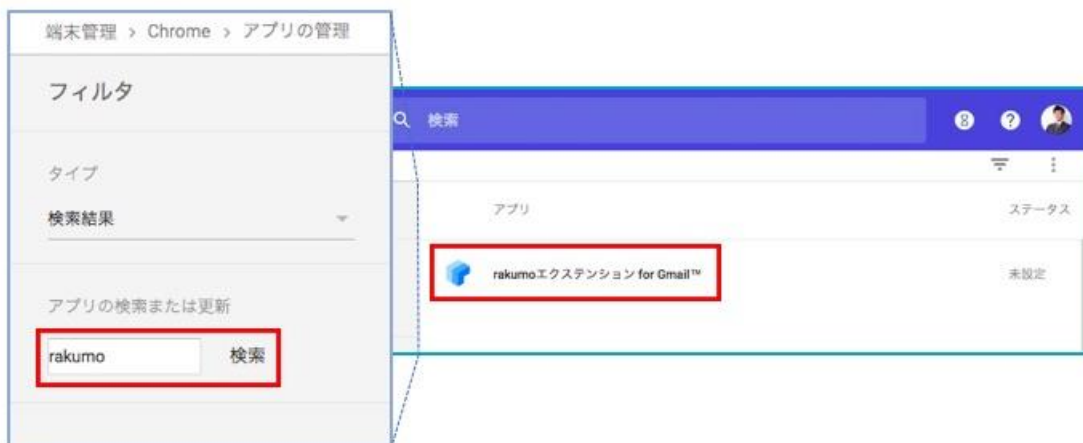 端末管理 > Chrome > アプリの管理
フィルタ
タイプ
検索結果
アプリの検索または更新
rakumo 検索
検索
8 ?
アプリ ステータス
rakumoエクステンション for Gmail™ 未設定